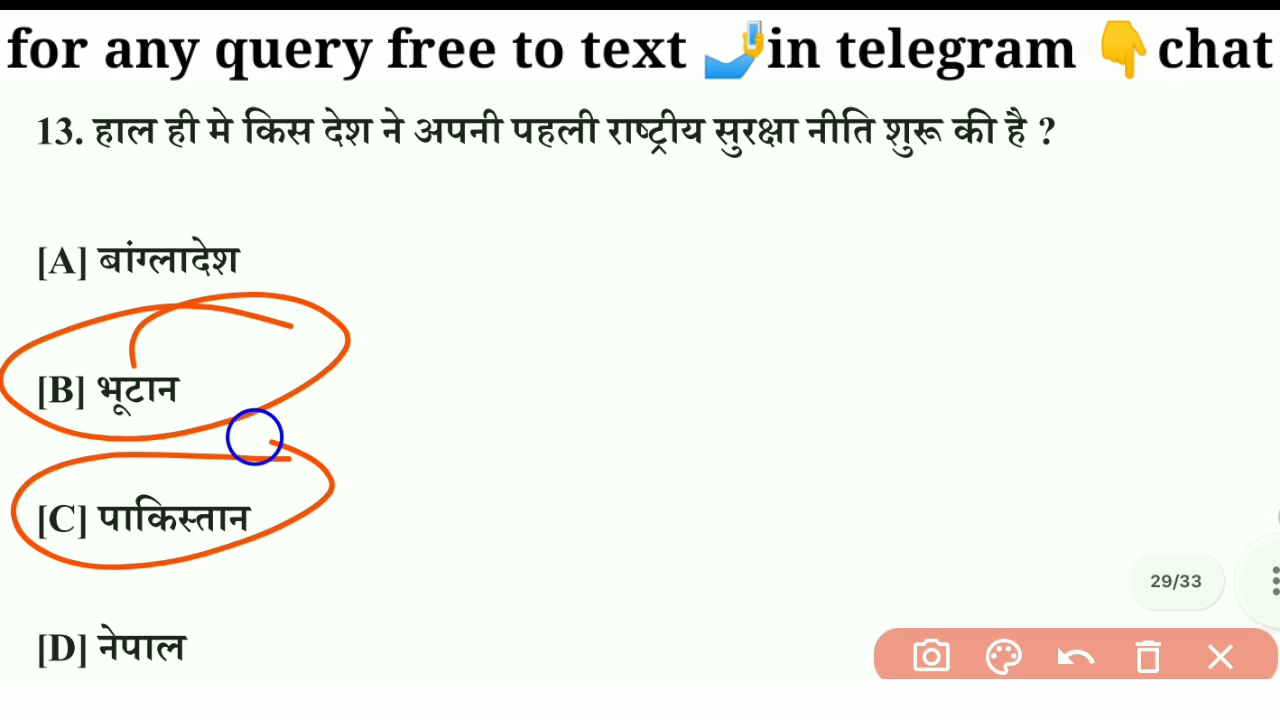 for any query free to text 🤳in telegram 👇chat
13. हाल ही मे किस देश ने अपनी पहली राष्ट्रीय सुरक्षा नीति शुरू की है ?
[A] बांग्लादेश
[B] भूटान
[C] पाकिस्तान
29/33
[D] नेपाल